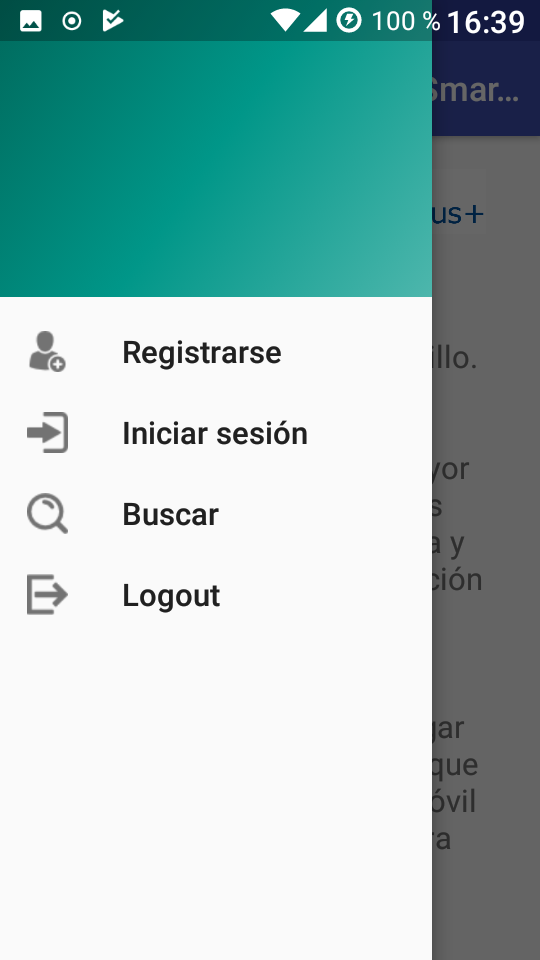 100 % 16:39
Smar...
us+
Registrarse
illo.
Iniciar sesión
yor
Buscar
s
a y
ción
Logout
gar
que
óvil
ra